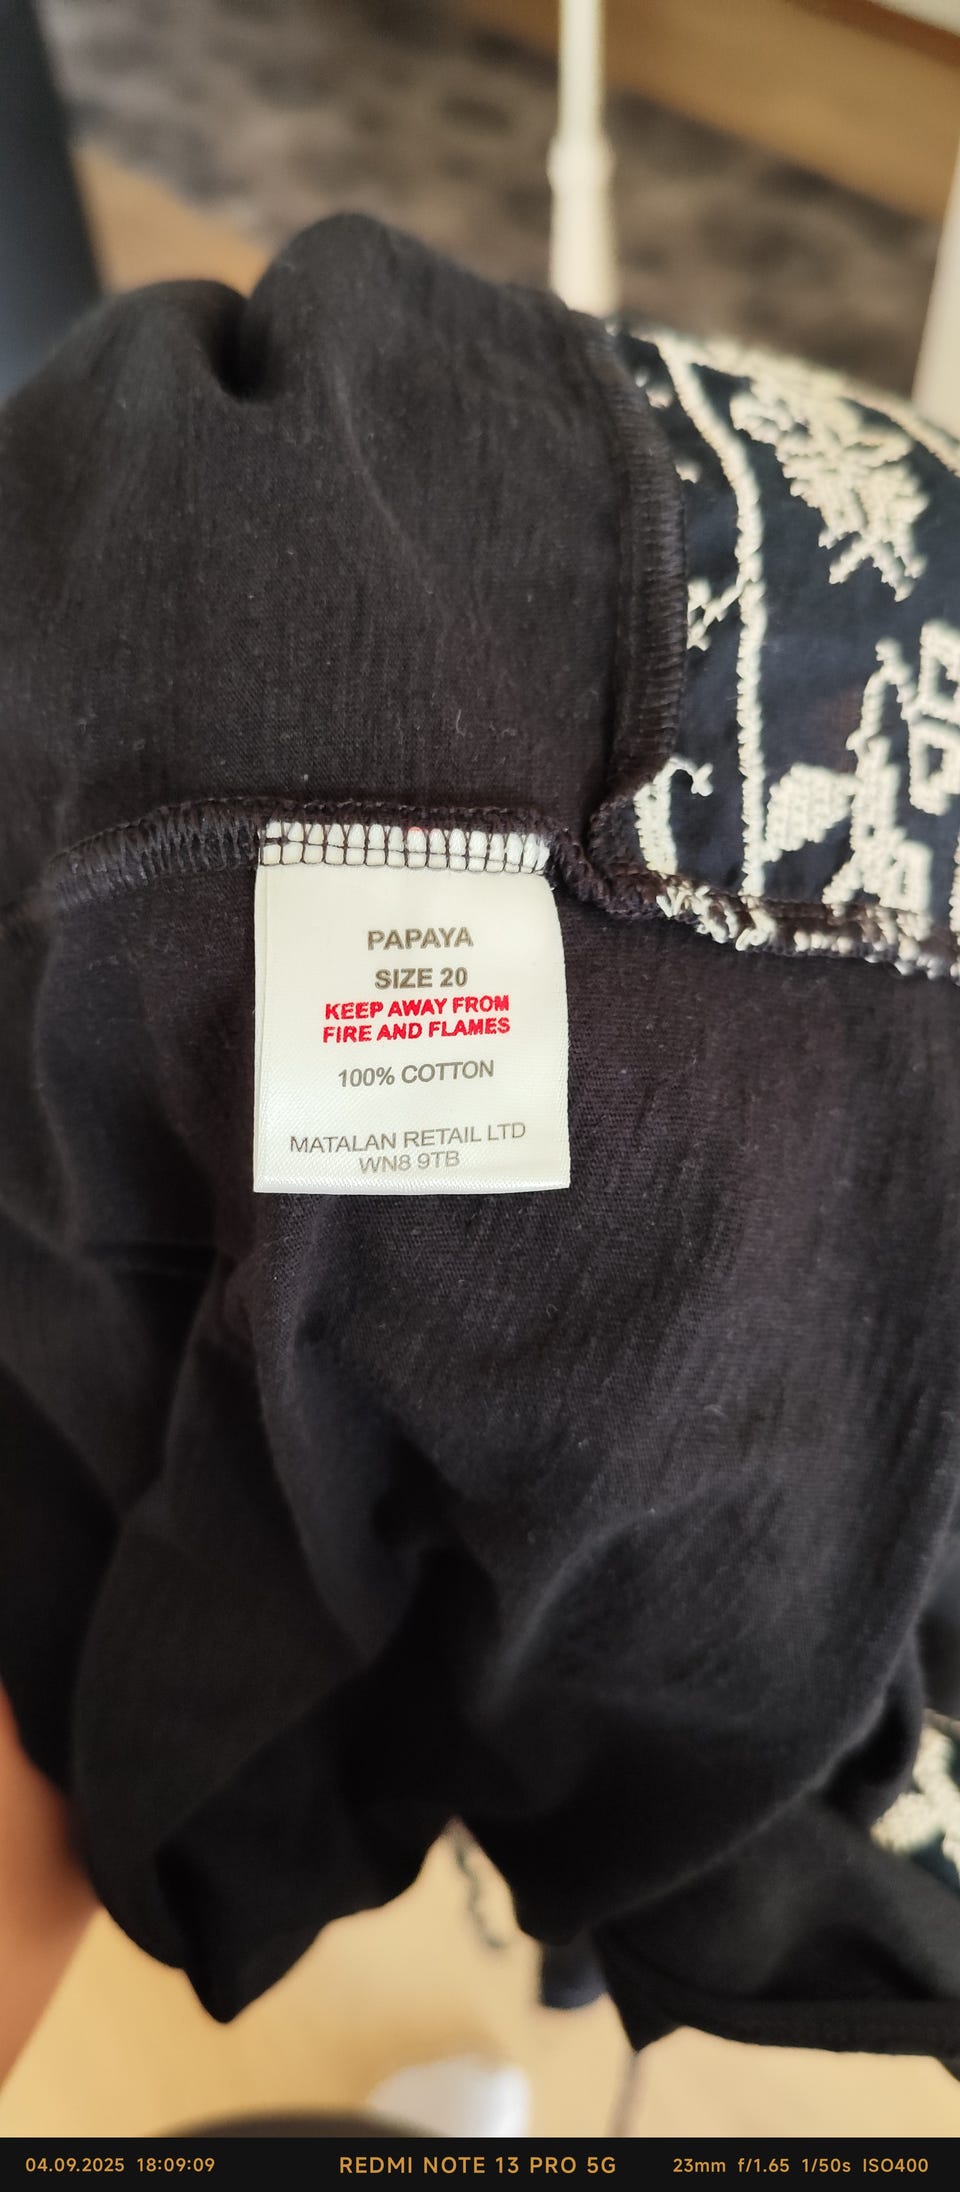 PAPAYA
SIZE 20
KEEP AWAY FROM
FIRE AND FLAMES
100% COTTON
MATALAN RETAIL LTD
WN8 9TB
04.09.2025 18:09:09 REDMI NOTE 13 PRO 5G 23mm f/1.65 1/50s ISO400